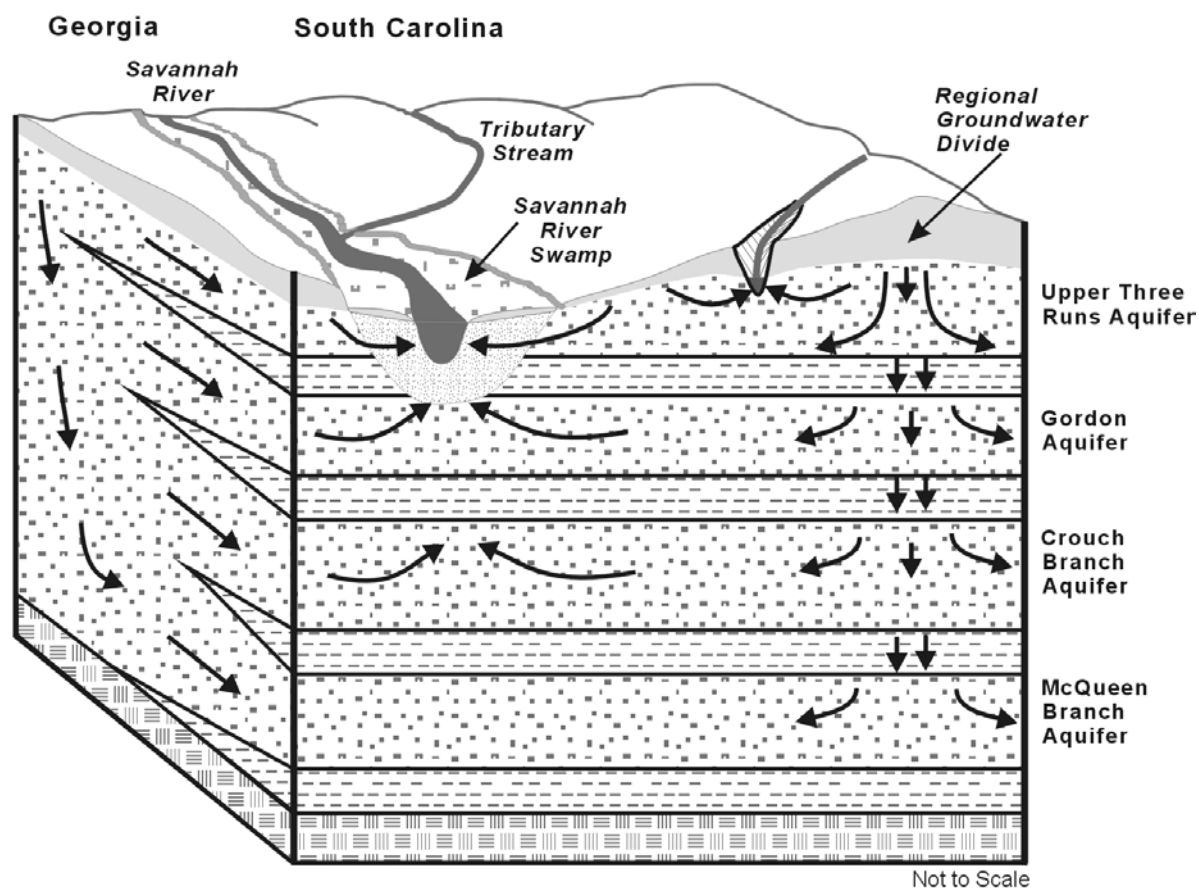 Georgia
South Carolina
Savannah
River
Tributary
Stream
Savannah
River
Swamp
Regional
Groundwater
Divide
Upper Three
Runs Aquifer
Gordon
Aquifer
Crouch
Branch
Aquifer
McQueen
Branch
Aquifer
Not to Scale